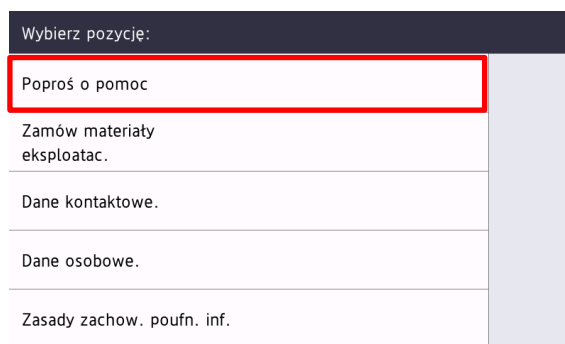 Wybierz pozycję:
Poproś o pomoc
Zamów materiały
eksploatac.
Dane kontaktowe.
Dane osobowe.
Zasady zachow. poufn. inf.